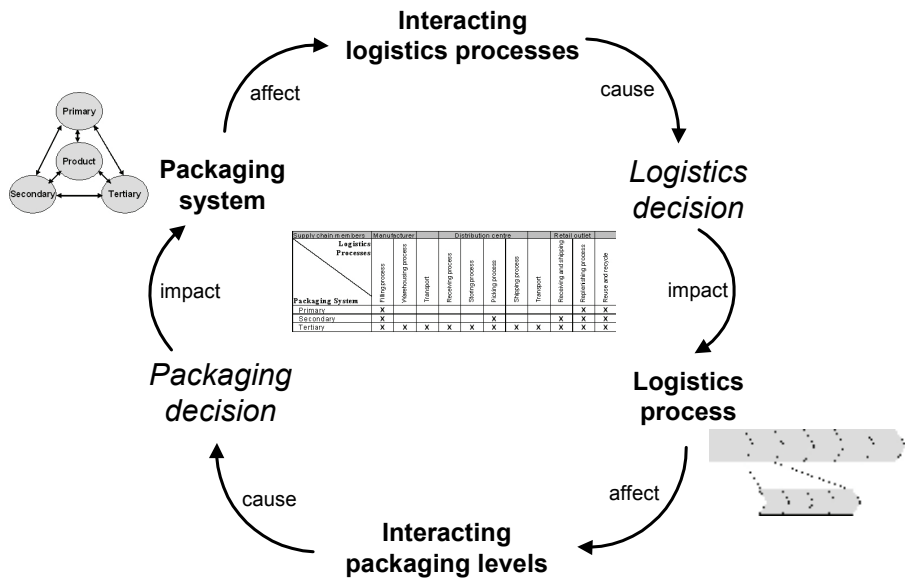 Interacting
logistics processes
affect
cause
Primary
Product
Secondary
Tertiary
Packaging
system
Logistics
decision
Supply chain members Manufacturer Distribution centre Retail outlet
Logistics
Processes
Packaging System
Filling process
Warehousing process
Transport
Receiving process
Storing process
Picking process
Shipping process
Transport
Receiving and shipping
Replenishing process
Reuse and recycle
Primary X X X
Secondary X X X X X
Tertiary X X X X X X X X X X X
impact
impact
Packaging
decision
Logistics
process
cause
affect
Interacting
packaging levels